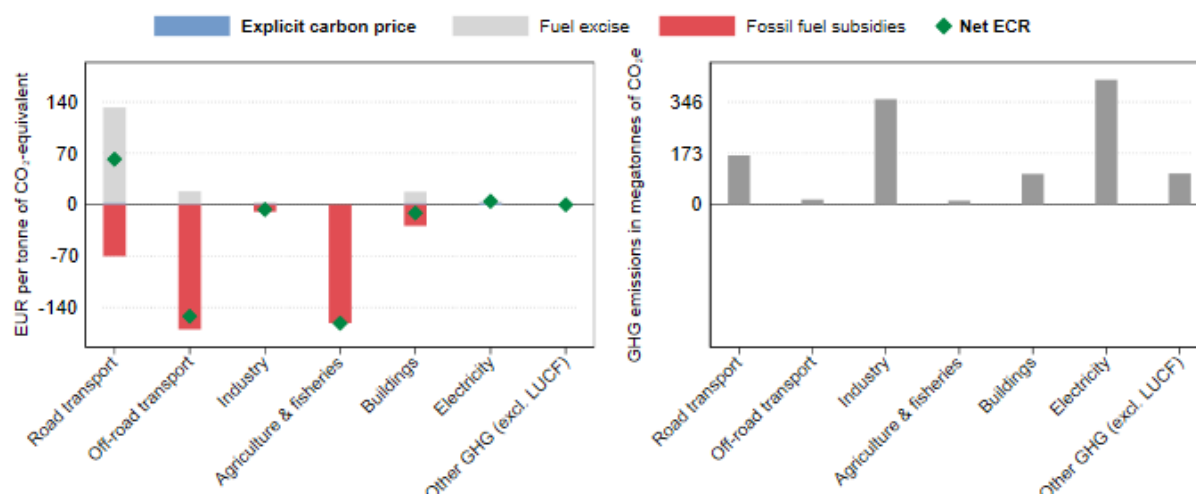 Explicit carbon price Fuel excise Fossil fuel subsidies Net ECR
EUR per tonne of CO₂-equivalent
140
70
0
-70
-140
Road transport
Off-road transport
Industry
Agriculture & fisheries
Buildings
Electricity
Other GHG (excl. LUCF)
GHG emissions in megatonnes of CO₂e
346
173
0
Road transport
Off-road transport
Industry
Agriculture & fisheries
Buildings
Electricity
Other GHG (excl. LUCF)